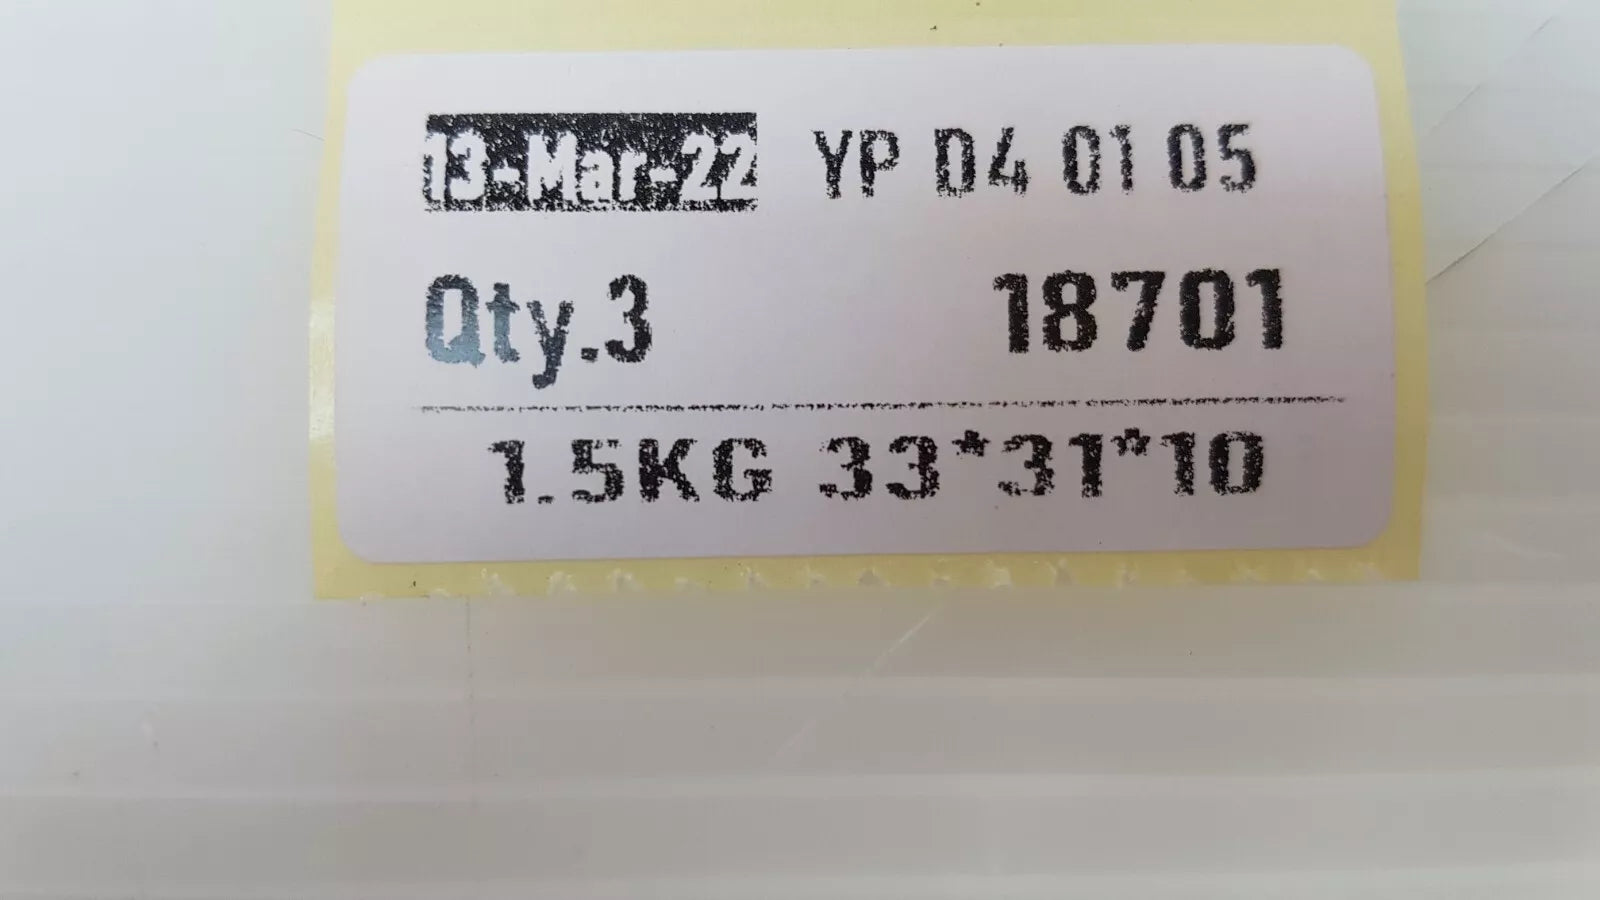 13-Mar-22 YP D4 01 05
Qty.3 18701
1.5KG 33*31*10